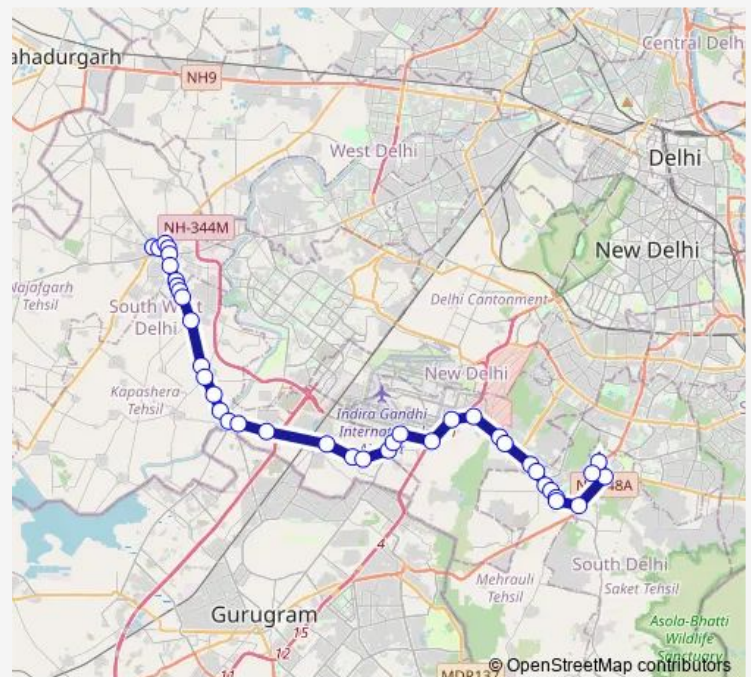 ahadurgarh
NH9
Central Delh
West Delhi
Delhi
NH-344M
New Delhi
Najafgarh
Tehsil
South West
Delhi
Delhi Cantonment
New Delhi
Kapashera
Tehsil
Indira Gandhi
48A
4
South Delhi
Mehrauli
Tehsil
Saket Tehsil
Gurugram
15
12
Asola-Bhatti
Wildlife
Sanctuary
MDR137
© OpenStreetMap contributors